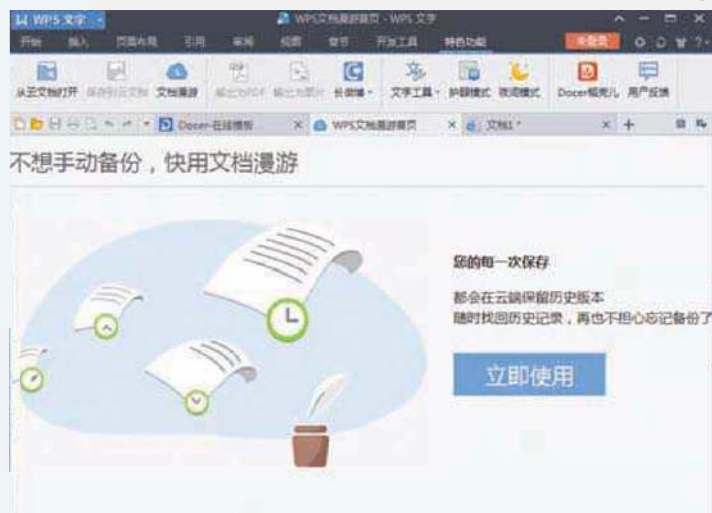 WPS 文字
WPS文档漫游首页 - WPS 文字
开始 插入 页面布局 引用 审阅 视图 章节 开发工具 特色功能 未登录
从云文档打开 保存到云文档 文档漫游 输出为PDF 输出为图片 长微博 文字工具 护眼模式 夜间模式 Docer稻壳儿 用户反馈
Docer-在线模板 WPS文档漫游首页 文档1 *
不想手动备份，快用文档漫游
您的每一次保存
都会在云端保留历史版本
随时找回历史记录，再也不担心忘记备份了
立即使用